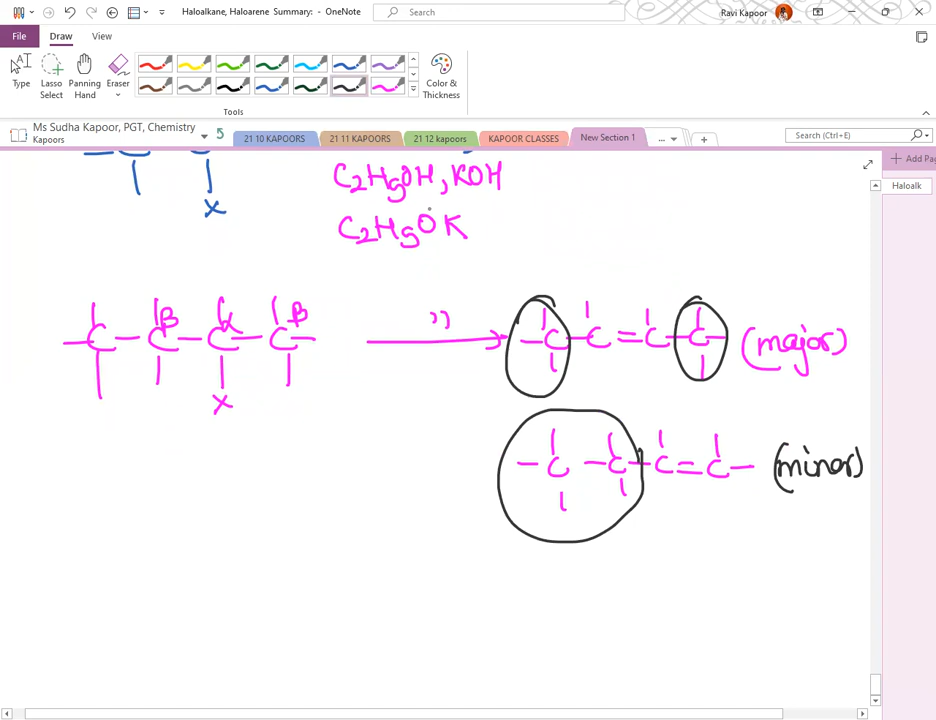 Haloalkane, Haloarene Summary: - OneNote
Search
Ravi Kapoor
File
Draw
View
Type
Lasso Select
Panning Hand
Eraser
Color & Thickness
Tools
Ms Sudha Kapoor, PGT, Chemistry
Kapoors
21 10 KAPOORS
21 11 KAPOORS
21 12 kapoors
KAPOOR CLASSES
New Section 1
...
Search (Ctrl+E)
Add Pag
Haloalk
X
C2H5OH, KOH
C2H5OK
β α β
- C - C - C - C -
X
"
- C - C = C - C - (major)
- C - C - C = C - (minor)